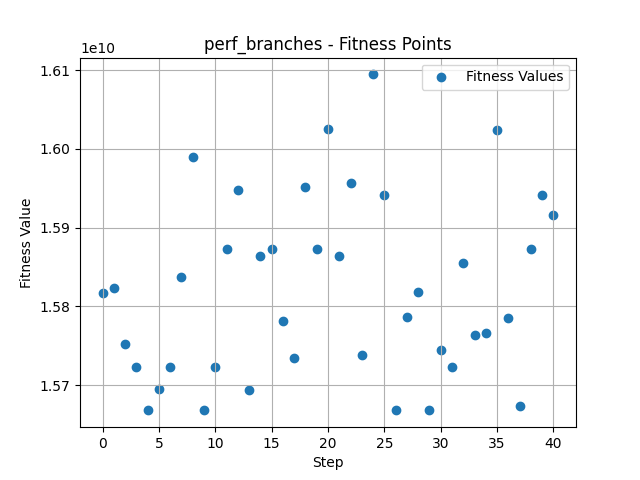 perf_branches - Fitness Points
1e10
Fitness Values
1.61
1.60
1.59
1.58
1.57
Fitness Value
0 5 10 15 20 25 30 35 40
Step